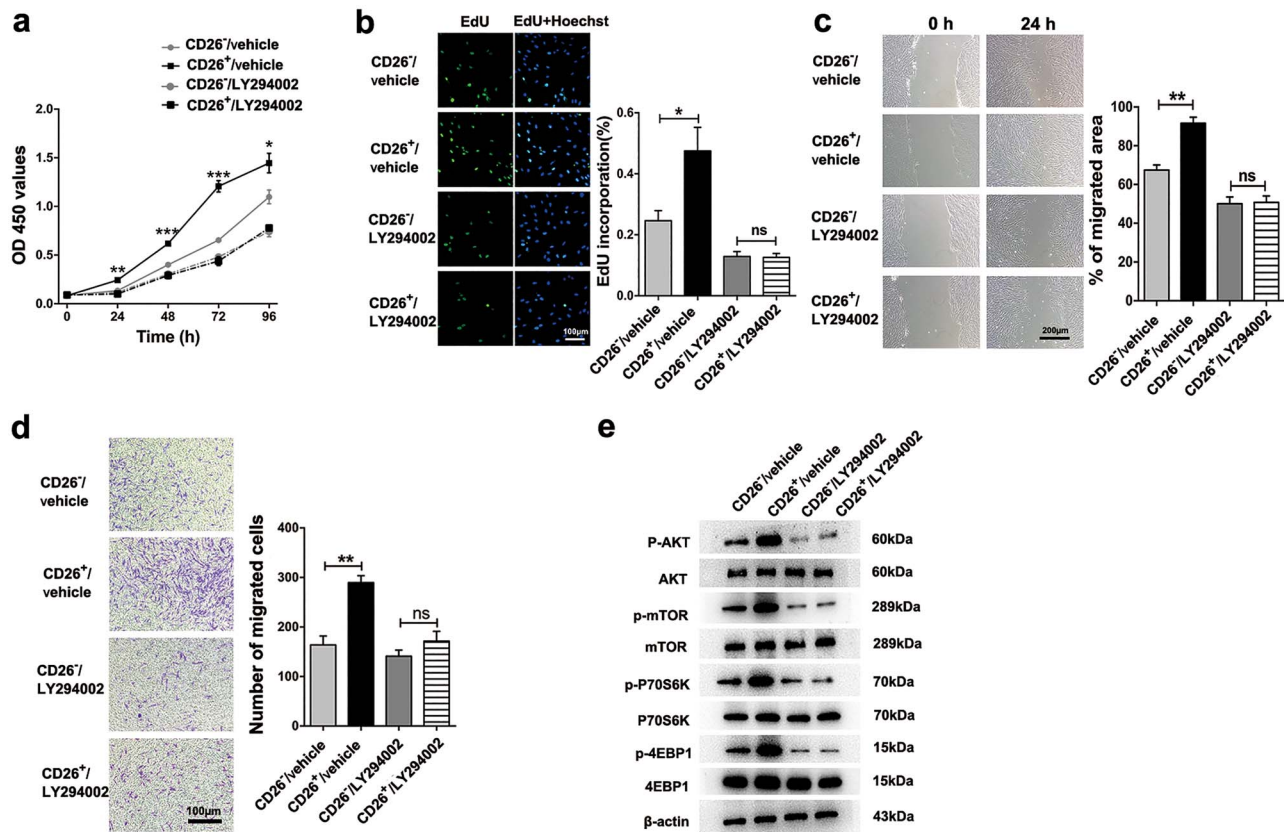 a
CD26⁻/vehicle
CD26⁺/vehicle
CD26⁻/LY294002
CD26⁺/LY294002
OD 450 values
2.0
1.5
1.0
0.5
0.0
** *** *** *
0 24 48 72 96
Time (h)
b
EdU EdU+Hoechst
CD26⁻/
vehicle
CD26⁺/
vehicle
CD26⁻/
LY294002
CD26⁺/
LY294002
100µm
EdU incorporation(%)
0.6
0.4
0.2
0.0
*
ns
CD26⁻/vehicle
CD26⁺/vehicle
CD26⁻/LY294002
CD26⁺/LY294002
c
0 h 24 h
CD26⁻/
vehicle
CD26⁺/
vehicle
CD26⁻/
LY294002
CD26⁺/
LY294002
200µm
% of migrated area
100
80
60
40
20
0
**
ns
CD26⁻/vehicle
CD26⁺/vehicle
CD26⁻/LY294002
CD26⁺/LY294002
d
CD26⁻/
vehicle
CD26⁺/
vehicle
CD26⁻/
LY294002
CD26⁺/
LY294002
100µm
Number of migrated cells
400
300
200
100
0
**
ns
CD26⁻/vehicle
CD26⁺/vehicle
CD26⁻/LY294002
CD26⁺/LY294002
e
CD26⁻/vehicle
CD26⁺/vehicle
CD26⁻/LY294002
CD26⁺/LY294002
P-AKT 60kDa
AKT 60kDa
p-mTOR 289kDa
mTOR 289kDa
p-P70S6K 70kDa
P70S6K 70kDa
p-4EBP1 15kDa
4EBP1 15kDa
β-actin 43kDa